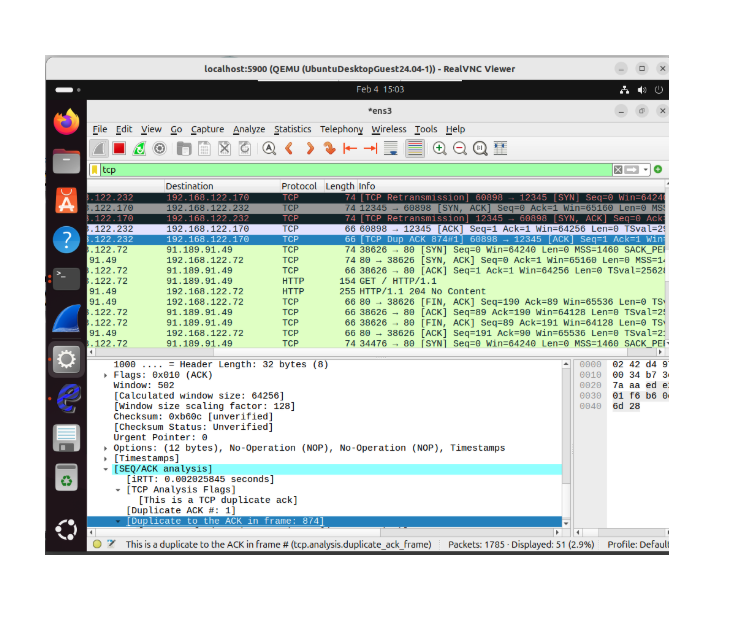 localhost:5900 (QEMU (UbuntuDesktopGuest24.04-1)) - RealVNC Viewer
Feb 4 15:03
*ens3
File Edit View Go Capture Analyze Statistics Telephony Wireless Tools Help
tcp
Destination Protocol Length Info
.122.232 192.168.122.170 TCP 74 [TCP Retransmission] 60898 → 12345 [SYN] Seq=0 Win=64240
.122.170 192.168.122.232 TCP 74 12345 → 60898 [SYN, ACK] Seq=0 Ack=1 Win=65160 Len=0 MS
.122.170 192.168.122.232 TCP 74 [TCP Retransmission] 12345 → 60898 [SYN, ACK] Seq=0 Ack
.122.232 192.168.122.170 TCP 66 60898 → 12345 [ACK] Seq=1 Ack=1 Win=64256 Len=0 TSval=2
.122.232 192.168.122.170 TCP 66 [TCP Dup ACK 874#1] 60898 → 12345 [ACK] Seq=1 Ack=1 Win
.122.72 91.189.91.49 TCP 74 38626 → 80 [SYN] Seq=0 Win=64240 Len=0 MSS=1460 SACK_PE
91.49 192.168.122.72 TCP 74 80 → 38626 [SYN, ACK] Seq=0 Ack=1 Win=65160 Len=0 MSS=1
.122.72 91.189.91.49 TCP 66 38626 → 80 [ACK] Seq=1 Ack=1 Win=64256 Len=0 TSval=2562
.122.72 91.189.91.49 HTTP 154 GET / HTTP/1.1
91.49 192.168.122.72 HTTP 255 HTTP/1.1 204 No Content
91.49 192.168.122.72 TCP 66 80 → 38626 [FIN, ACK] Seq=190 Ack=89 Win=65536 Len=0 TS
.122.72 91.189.91.49 TCP 66 38626 → 80 [ACK] Seq=89 Ack=190 Win=64128 Len=0 TSval=2
.122.72 91.189.91.49 TCP 66 38626 → 80 [FIN, ACK] Seq=89 Ack=191 Win=64128 Len=0 TS
91.49 192.168.122.72 TCP 66 80 → 38626 [ACK] Seq=191 Ack=90 Win=65536 Len=0 TSval=2
.122.72 91.189.91.49 TCP 74 34476 → 80 [SYN] Seq=0 Win=64240 Len=0 MSS=1460 SACK_PE
1000 .... = Header Length: 32 bytes (8)
Flags: 0x010 (ACK)
Window: 502
[Calculated window size: 64256]
[Window size scaling factor: 128]
Checksum: 0xb60c [unverified]
[Checksum Status: Unverified]
Urgent Pointer: 0
Options: (12 bytes), No-Operation (NOP), No-Operation (NOP), Timestamps
[Timestamps]
[SEQ/ACK analysis]
[iRTT: 0.002025845 seconds]
[TCP Analysis Flags]
[This is a TCP duplicate ack]
[Duplicate ACK #: 1]
[Duplicate to the ACK in frame: 874]
0000 02 42 d4
0010 00 34 b7
0020 7a aa ed
0030 01 f6 b6
0040 6d 28
This is a duplicate to the ACK in frame # (tcp.analysis.duplicate_ack_frame) Packets: 1785 · Displayed: 51 (2.9%) Profile: Defaul